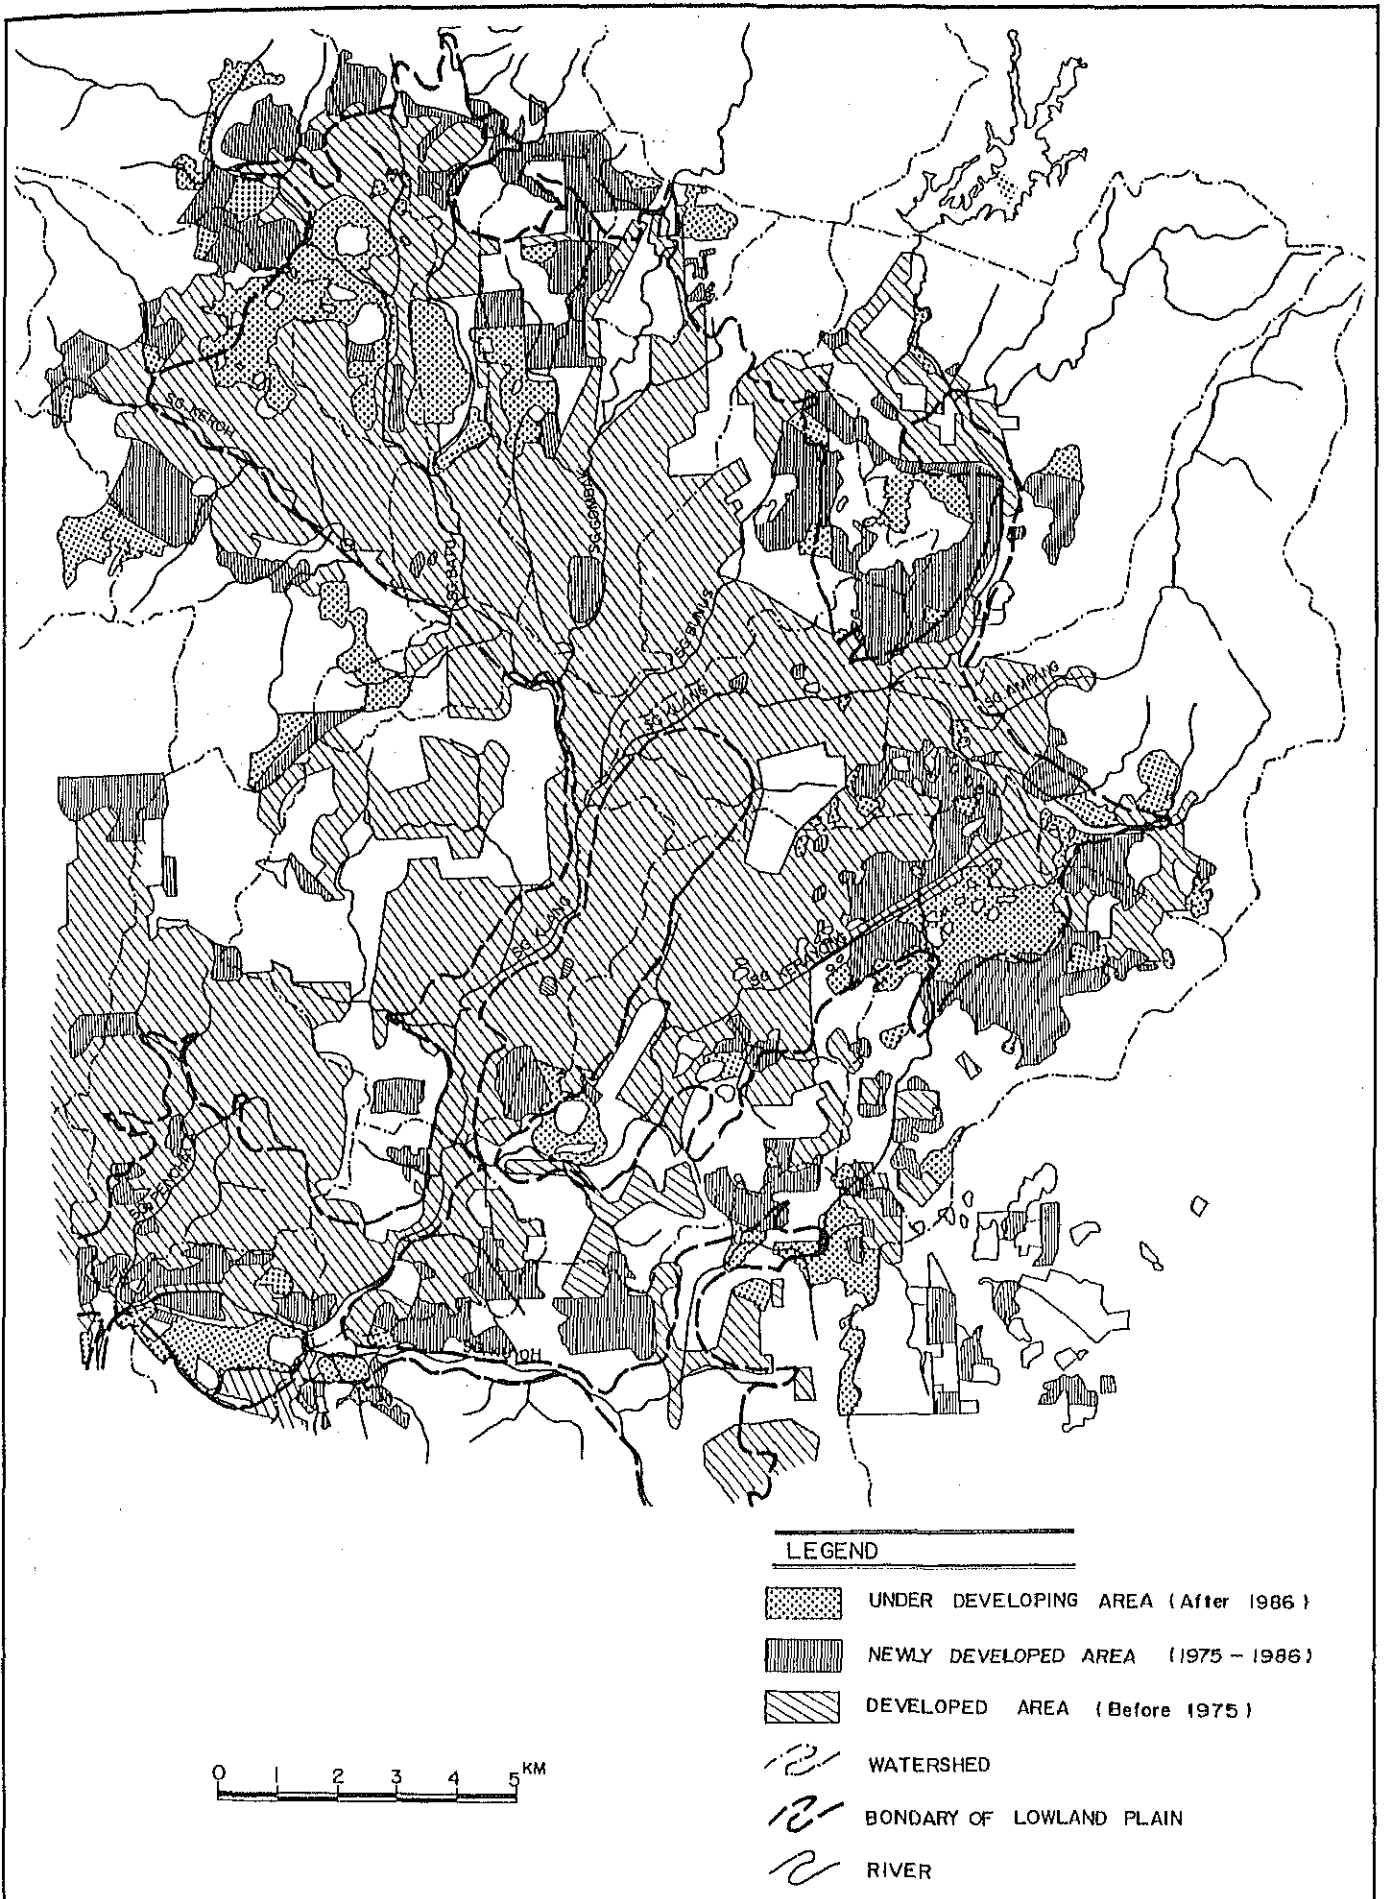 SG KEROH
SG BATU
SG GOMBAK
SG BUNUS
SG KLANG
SG AMPANG
SG KLANG
SG KERAYONG
LEGEND
UNDER DEVELOPING AREA (After 1986)
NEWLY DEVELOPED AREA (1975 - 1986)
DEVELOPED AREA (Before 1975)
WATERSHED
BONDARY OF LOWLAND PLAIN
RIVER
0 1 2 3 4 5 KM